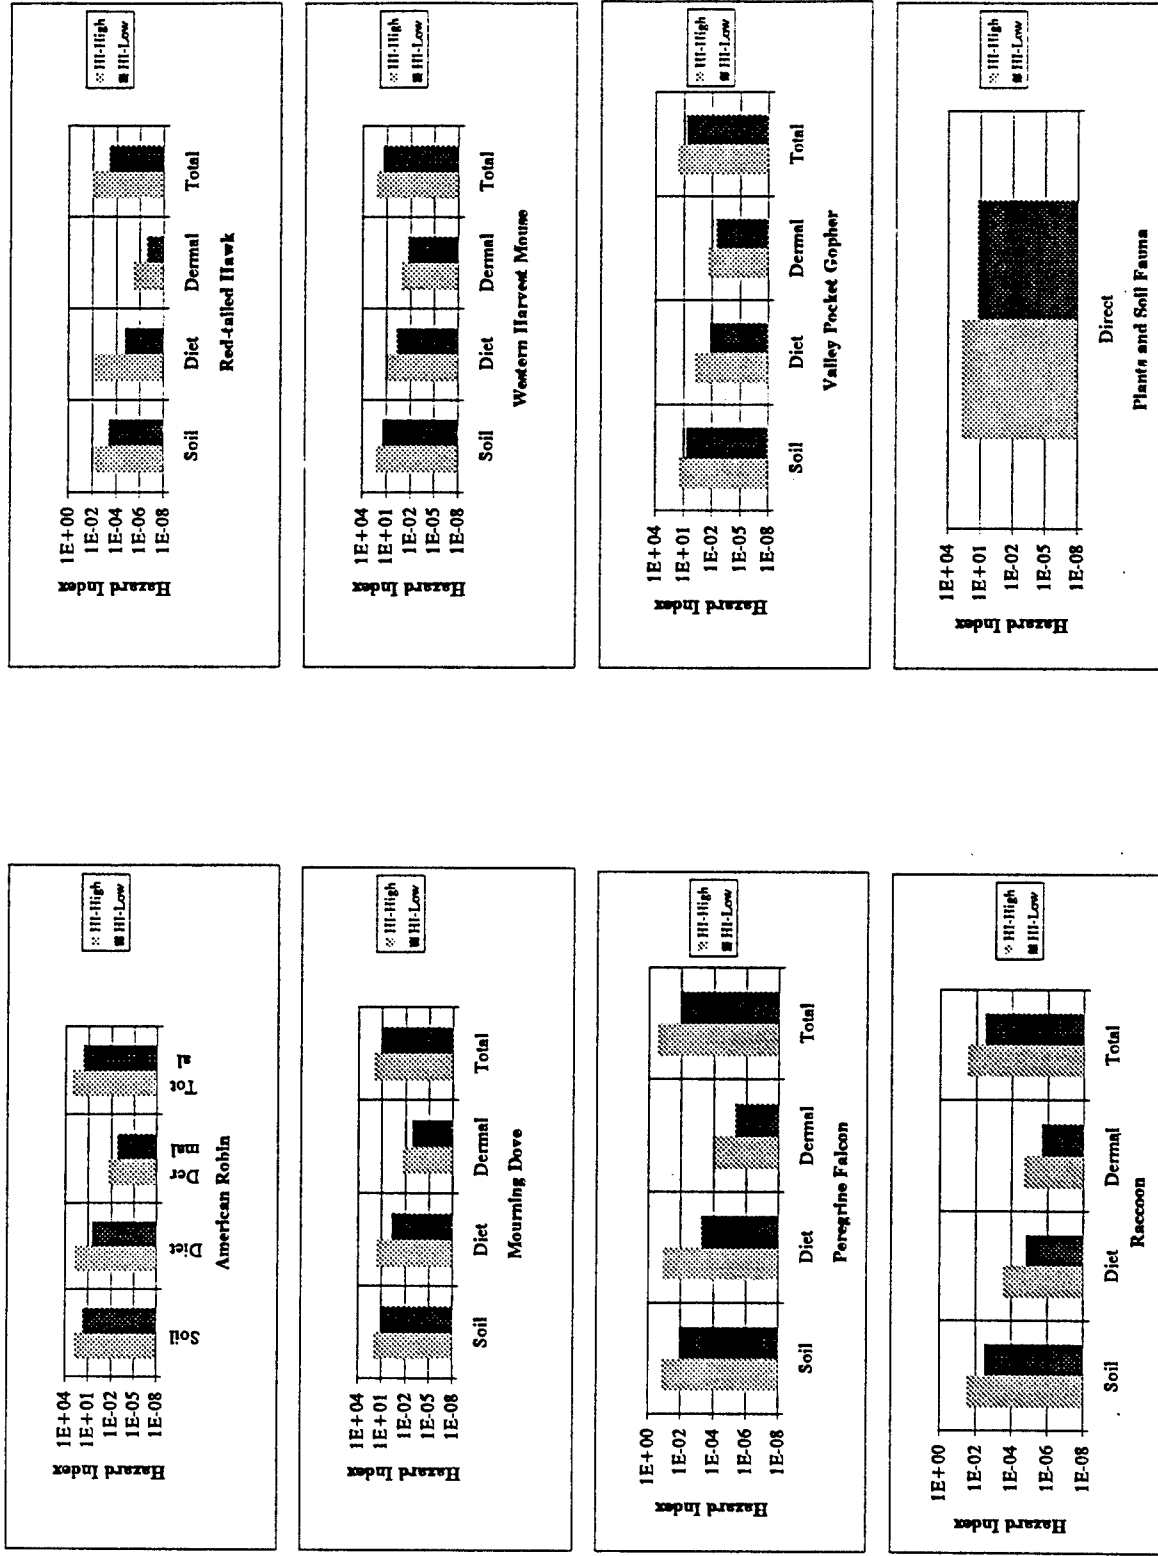 American Robin
Hazard Index
1E+04
1E+01
1E-02
1E-05
1E-08
Soil
Diet
Der
mal
Tot
al
HI-High
HI-Low
Red-tailed Hawk
Hazard Index
1E+00
1E-02
1E-04
1E-06
1E-08
Soil
Diet
Dermal
Total
HI-High
HI-Low
Mourning Dove
Hazard Index
1E+04
1E+01
1E-02
1E-05
1E-08
Soil
Diet
Dermal
Total
HI-High
HI-Low
Western Harvest Mouse
Hazard Index
1E+04
1E+01
1E-02
1E-05
1E-08
Soil
Diet
Dermal
Total
HI-High
HI-Low
Peregrine Falcon
Hazard Index
1E+00
1E-02
1E-04
1E-06
1E-08
Soil
Diet
Dermal
Total
HI-High
HI-Low
Valley Pocket Gopher
Hazard Index
1E+04
1E+01
1E-02
1E-05
1E-08
Soil
Diet
Dermal
Total
HI-High
HI-Low
Raccoon
Hazard Index
1E+00
1E-02
1E-04
1E-06
1E-08
Soil
Diet
Dermal
Total
HI-High
HI-Low
Plants and Soil Fauna
Hazard Index
1E+04
1E+01
1E-02
1E-05
1E-08
Direct
HI-High
HI-Low